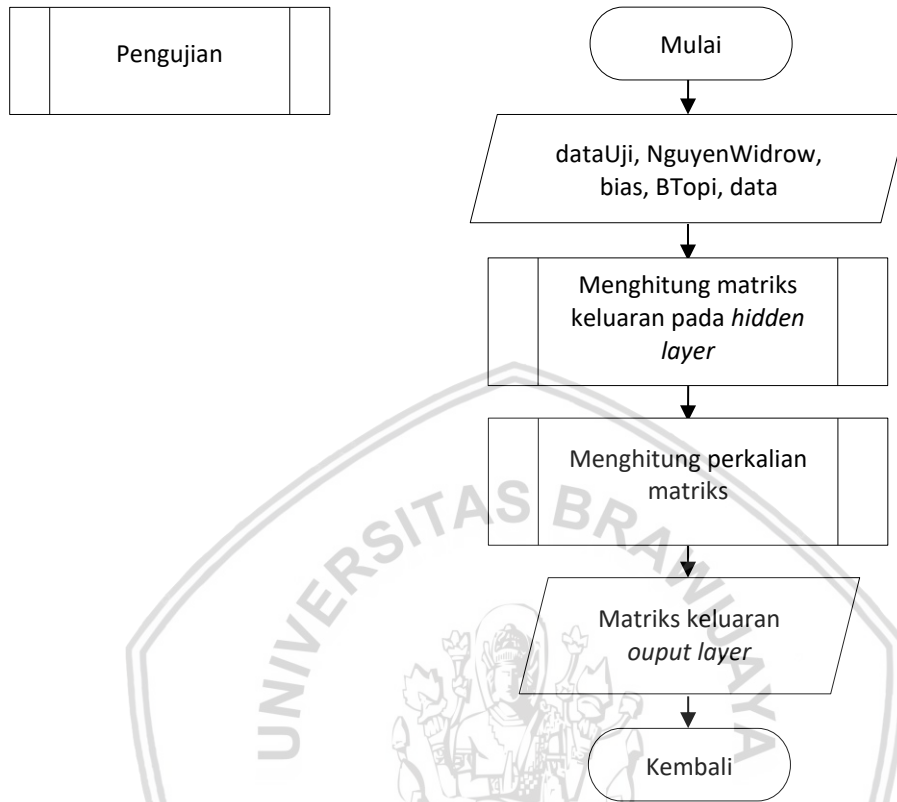 Pengujian
Mulai
dataUji, NguyenWidrow,
bias, BTopi, data
Menghitung matriks
keluaran pada hidden
layer
Menghitung perkalian
matriks
Matriks keluaran
ouput layer
Kembali
UNIVERSITAS BRAWIJAYA